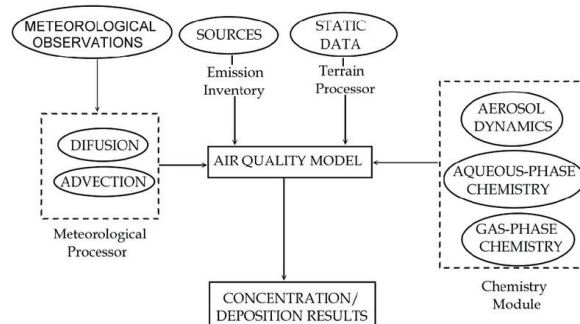 METEOROLOGICAL
OBSERVATIONS
SOURCES
STATIC
DATA
Emission
Inventory
Terrain
Processor
DIFUSION
ADVECTION
AIR QUALITY MODEL
AEROSOL
DYNAMICS
AQUEOUS-PHASE
CHEMISTRY
GAS-PHASE
CHEMISTRY
Meteorological
Processor
Chemistry
Module
CONCENTRATION/
DEPOSITION RESULTS